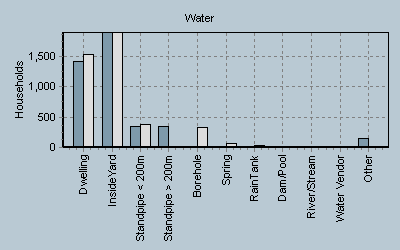 Water
Households
1,500
1,000
500
0
Dwelling
InsideYard
Standpipe < 200m
Standpipe > 200m
Borehole
Spring
RainTank
Dam/Pool
River/Stream
Water Vendor
Other